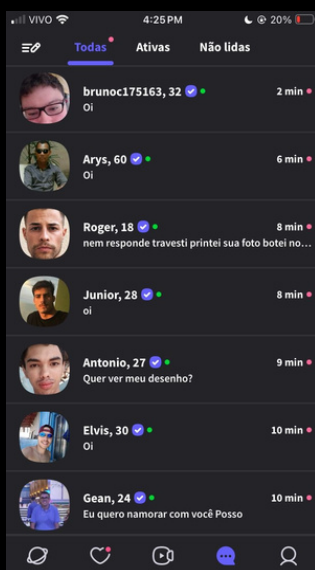 VIVO 4:25 PM 20%
Todas Ativas Não lidas
brunoc175163, 32 2 min
Oi
Arys, 60 6 min
Oi
Roger, 18 8 min
nem responde travesti printei sua foto botei no...
Junior, 28 8 min
oi
Antonio, 27 9 min
Quer ver meu desenho?
Elvis, 30 10 min
Oi
Gean, 24 10 min
Eu quero namorar com você Posso